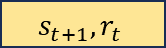 s_{t+1}, r_t